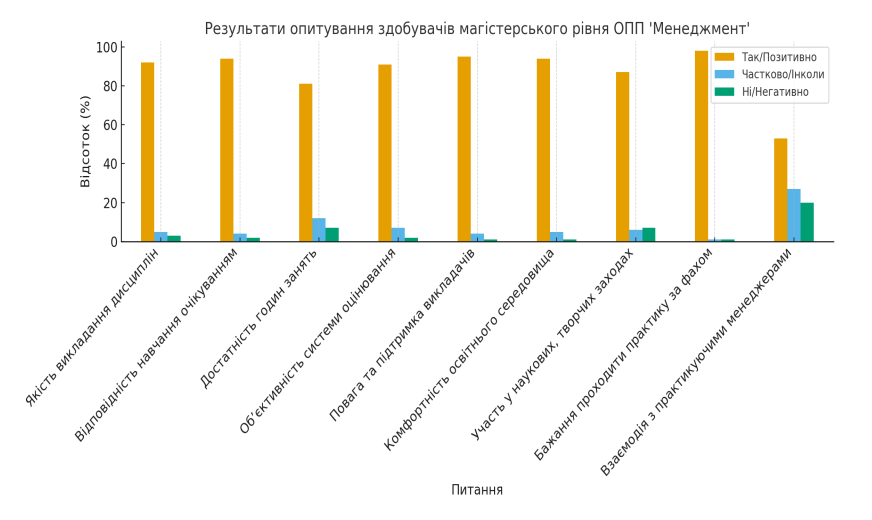 Результати опитування здобувачів магістерського рівня ОПП 'Менеджмент'
Відсоток (%)
100
80
60
40
20
0
Так/Позитивно
Частково/Інколи
Ні/Негативно
Якість викладання дисциплін
Відповідність навчання очікуванням
Достатність годин занять
Об’єктивність системи оцінювання
Повага та підтримка викладачів
Комфортність освітнього середовища
Участь у наукових, творчих заходах
Бажання проходити практику за фахом
Взаємодія з практикуючими менеджерами
Питання